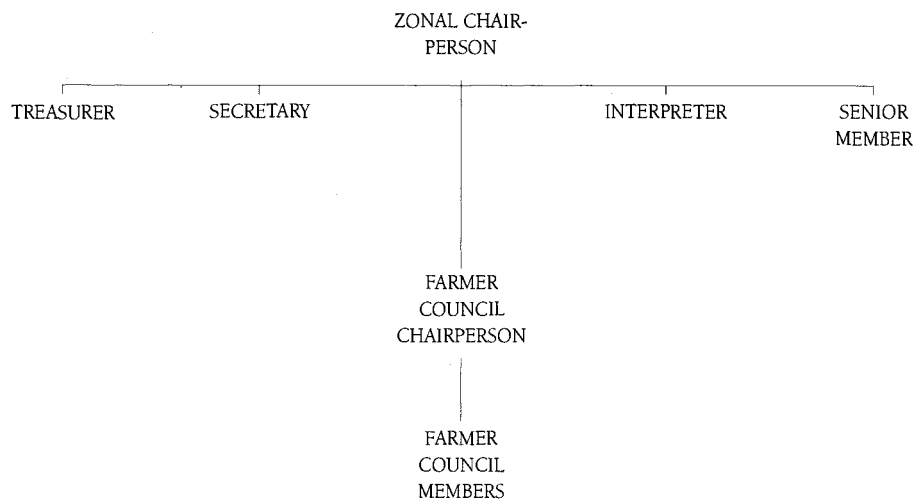 ZONAL CHAIR-
PERSON
TREASURER
SECRETARY
INTERPRETER
SENIOR
MEMBER
FARMER
COUNCIL
CHAIRPERSON
FARMER
COUNCIL
MEMBERS